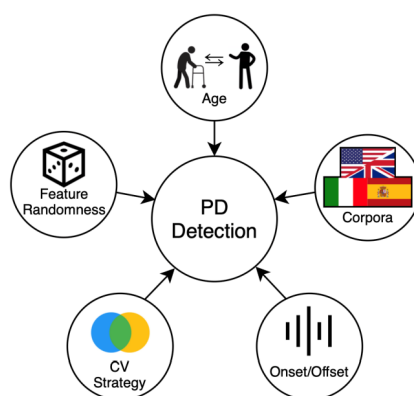 Age
Feature
Randomness
PD
Detection
Corpora
CV
Strategy
Onset/Offset